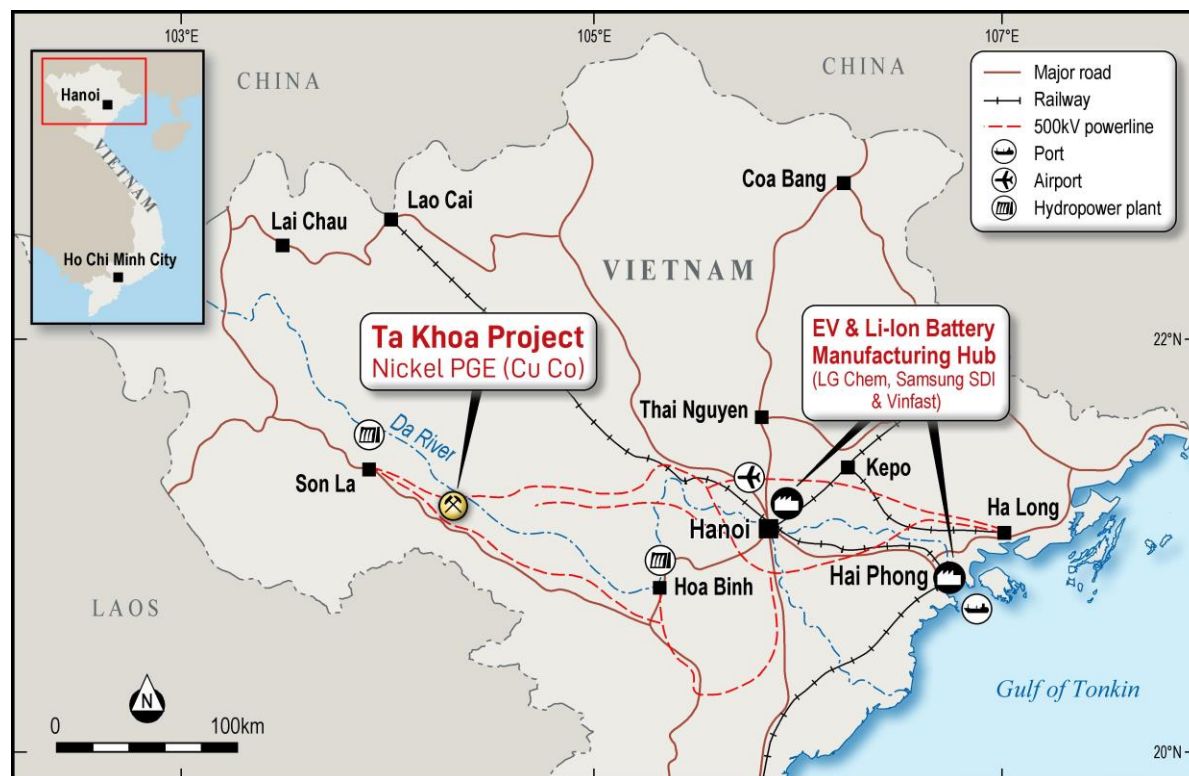 103°E
105°E
107°E
CHINA
CHINA
Hanoi
VIETNAM
Ho Chi Minh City
Major road
Railway
500kV powerline
Port
Airport
Hydropower plant
Coa Bang
Lao Cai
Lai Chau
VIETNAM
Ta Khoa Project
Nickel PGE (Cu Co)
EV & Li-Ion Battery
Manufacturing Hub
(LG Chem, Samsung SDI
& Vinfast)
22°N
Thai Nguyen
Da River
Kepo
Son La
Ha Long
Hanoi
Hai Phong
Hoa Binh
LAOS
Gulf of Tonkin
N
0 100km
20°N